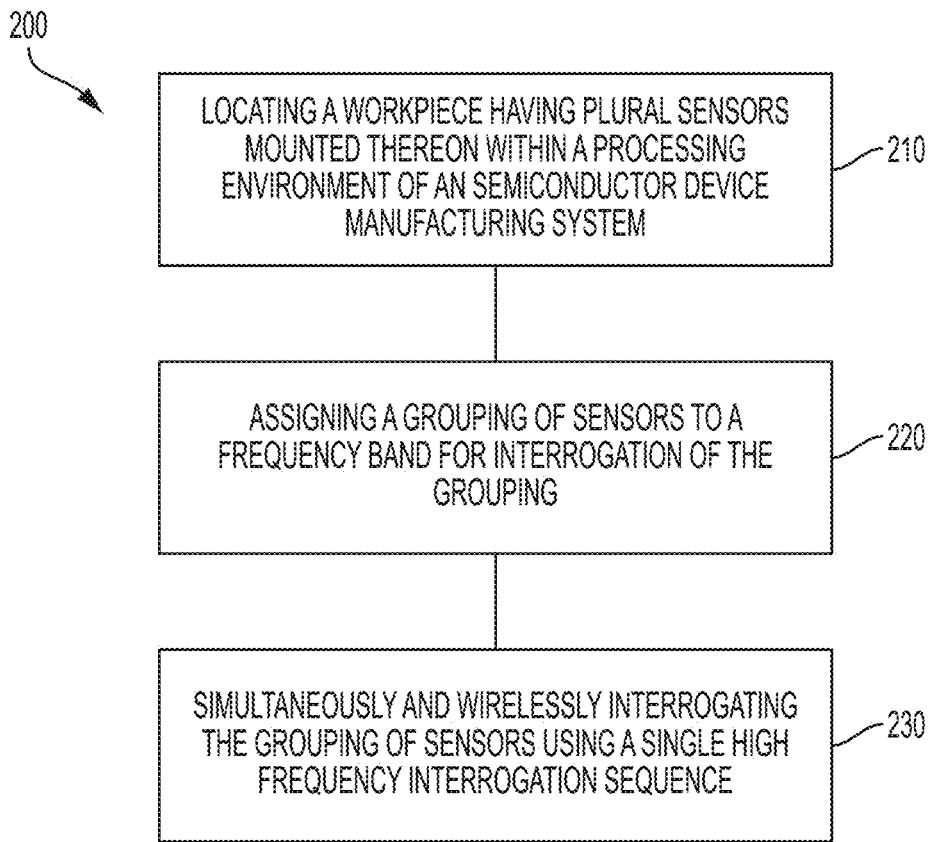 200
LOCATING A WORKPIECE HAVING PLURAL SENSORS
MOUNTED THEREON WITHIN A PROCESSING
ENVIRONMENT OF AN SEMICONDUCTOR DEVICE
MANUFACTURING SYSTEM
210
ASSIGNING A GROUPING OF SENSORS TO A
FREQUENCY BAND FOR INTERROGATION OF THE
GROUPING
220
SIMULTANEOUSLY AND WIRELESSLY INTERROGATING
THE GROUPING OF SENSORS USING A SINGLE HIGH
FREQUENCY INTERROGATION SEQUENCE
230